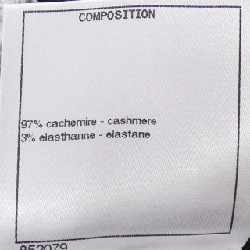 COMPOSITION
97% cachemire - cashmere
3% elasthanne - elastane